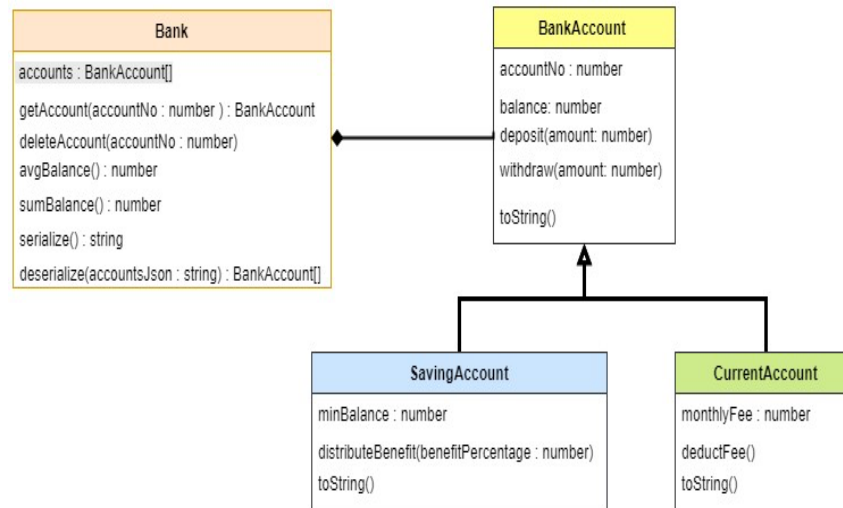 Bank
accounts : BankAccount[]
getAccount(accountNo : number ) : BankAccount
deleteAccount(accountNo : number)
avgBalance() : number
sumBalance() : number
serialize() : string
deserialize(accountsJson : string) : BankAccount[]
BankAccount
accountNo : number
balance: number
deposit(amount: number)
withdraw(amount: number)
toString()
SavingAccount
minBalance : number
distributeBenefit(benefitPercentage : number)
toString()
CurrentAccount
monthlyFee : number
deductFee()
toString()